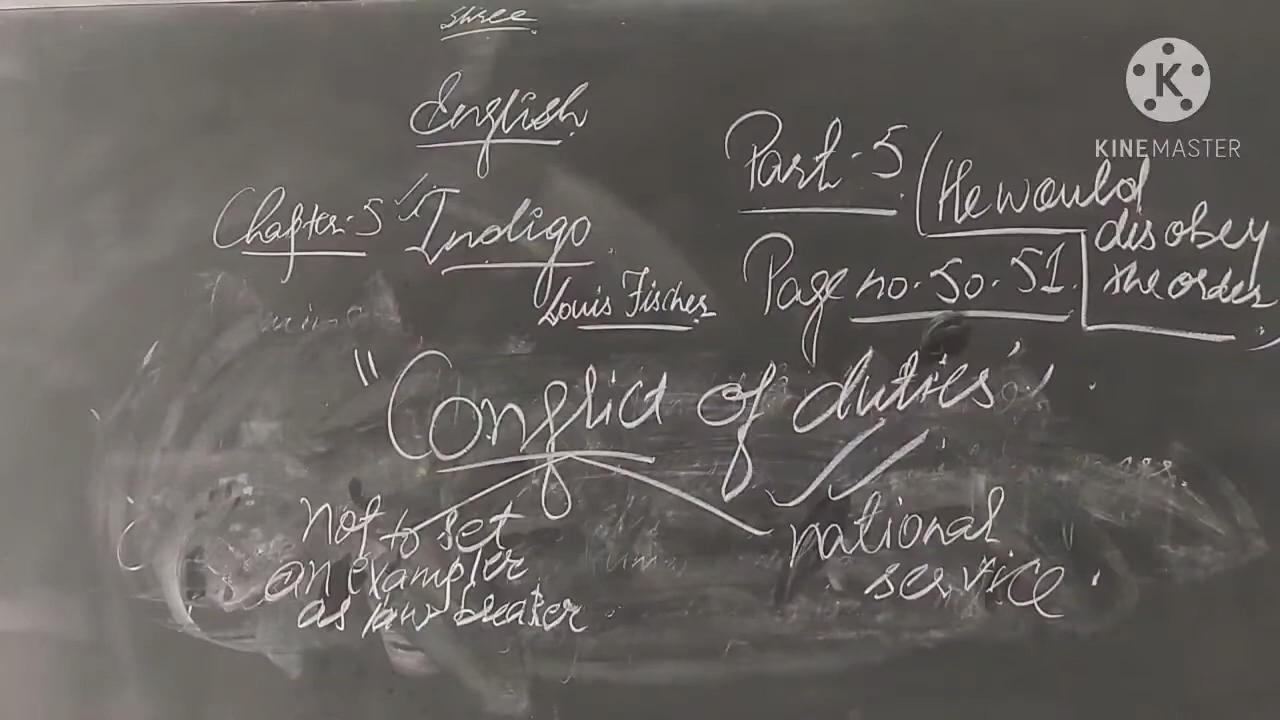 Shree
English
Chapter-5 Indigo
Louis Fischer
Part-5 (He would
disobey
the order)
Page no. 50. 51.
"Conflict of duties"
not to set
an exampler
as law breaker
national
service.
K
KINEMASTER